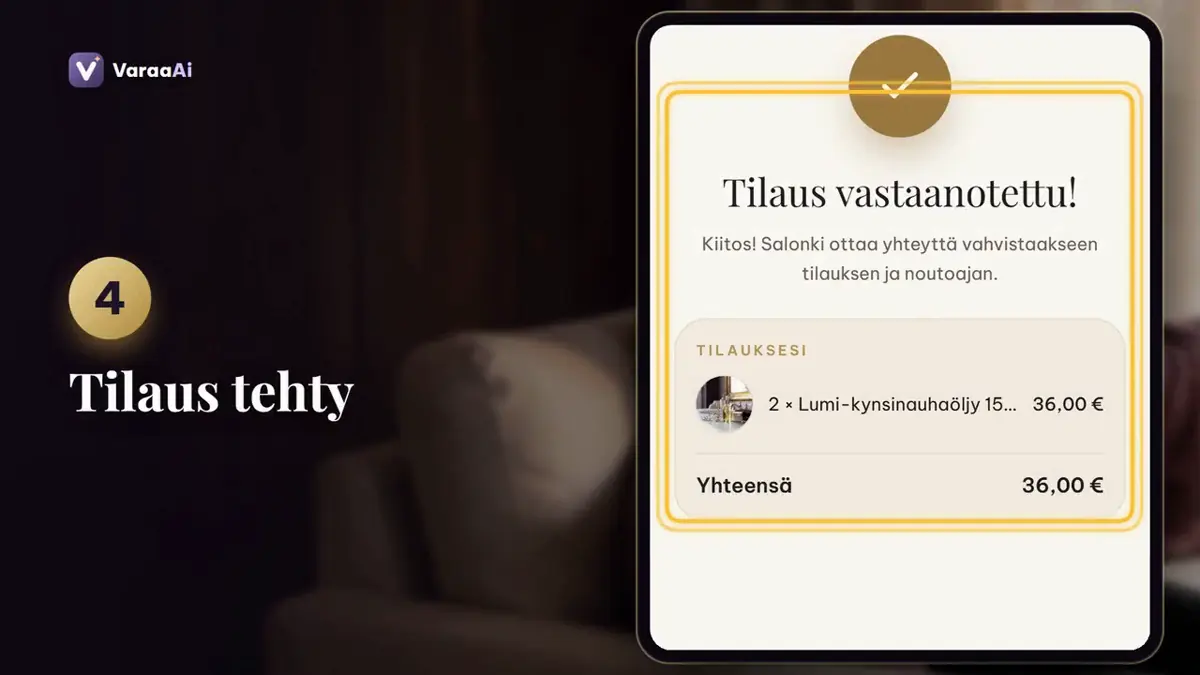 VaraaAi
4
Tilaus tehty
Tilaus vastaanotettu!
Kiitos! Salonki ottaa yhteyttä vahvistaakseen
tilauksen ja noutoajan.
TILAUKSESI
2 × Lumi-kynsinauhaöljy 15... 36,00 €
Yhteensä 36,00 €